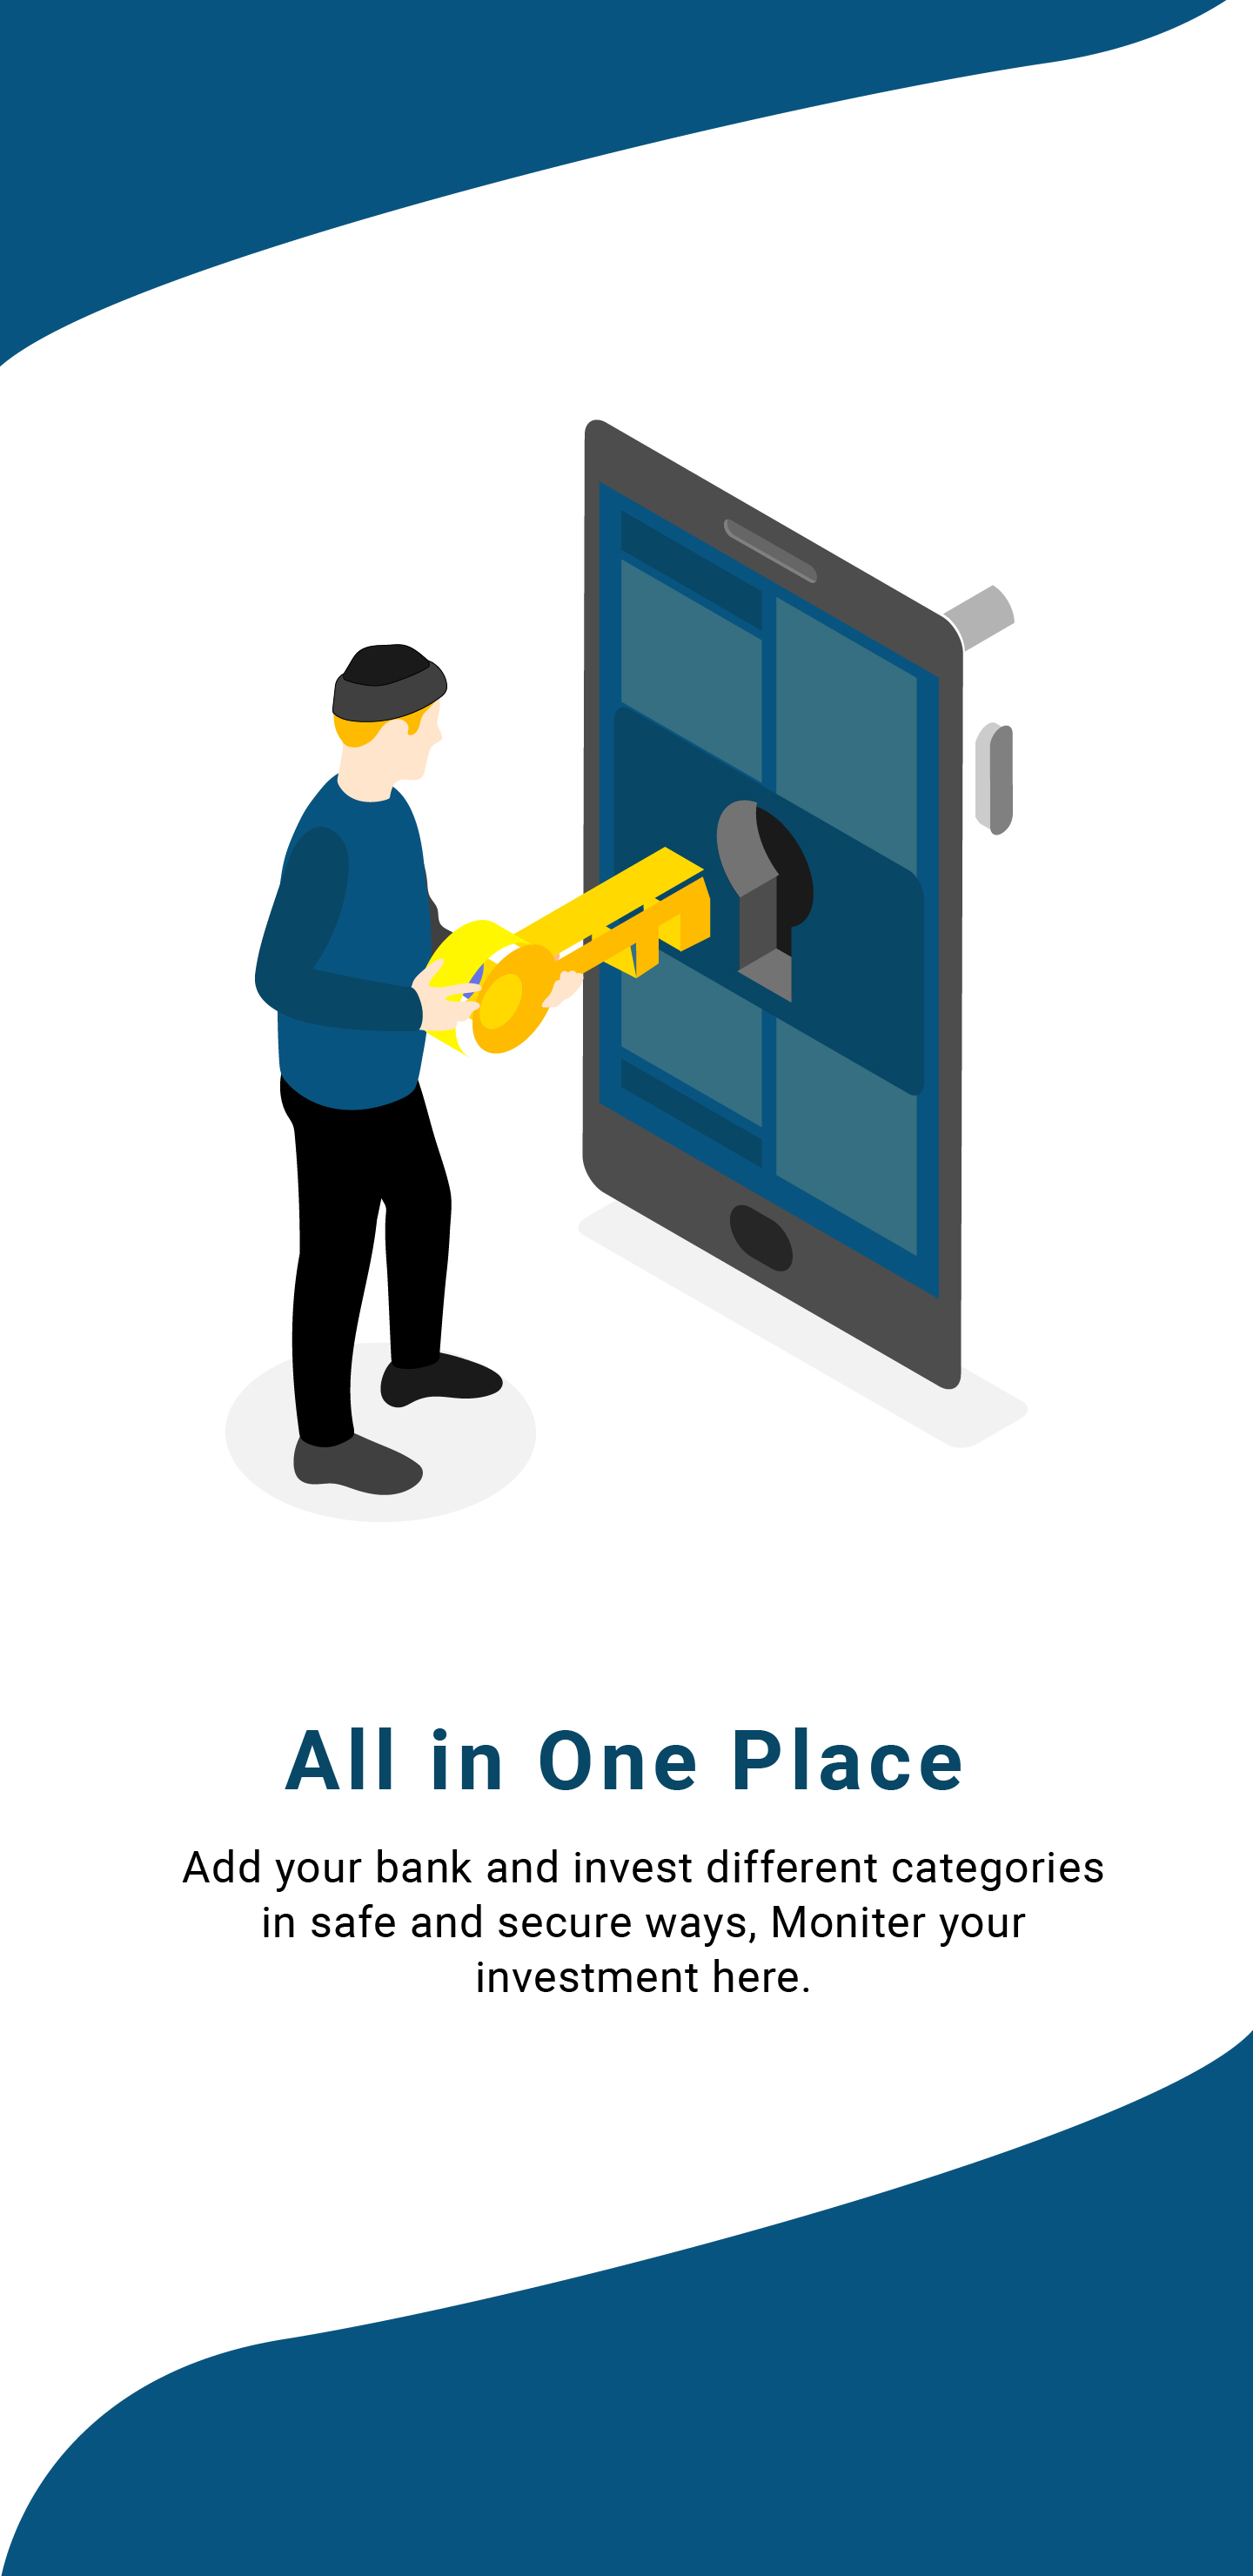 All in One Place
Add your bank and invest different categories
in safe and secure ways, Moniter your
investment here.